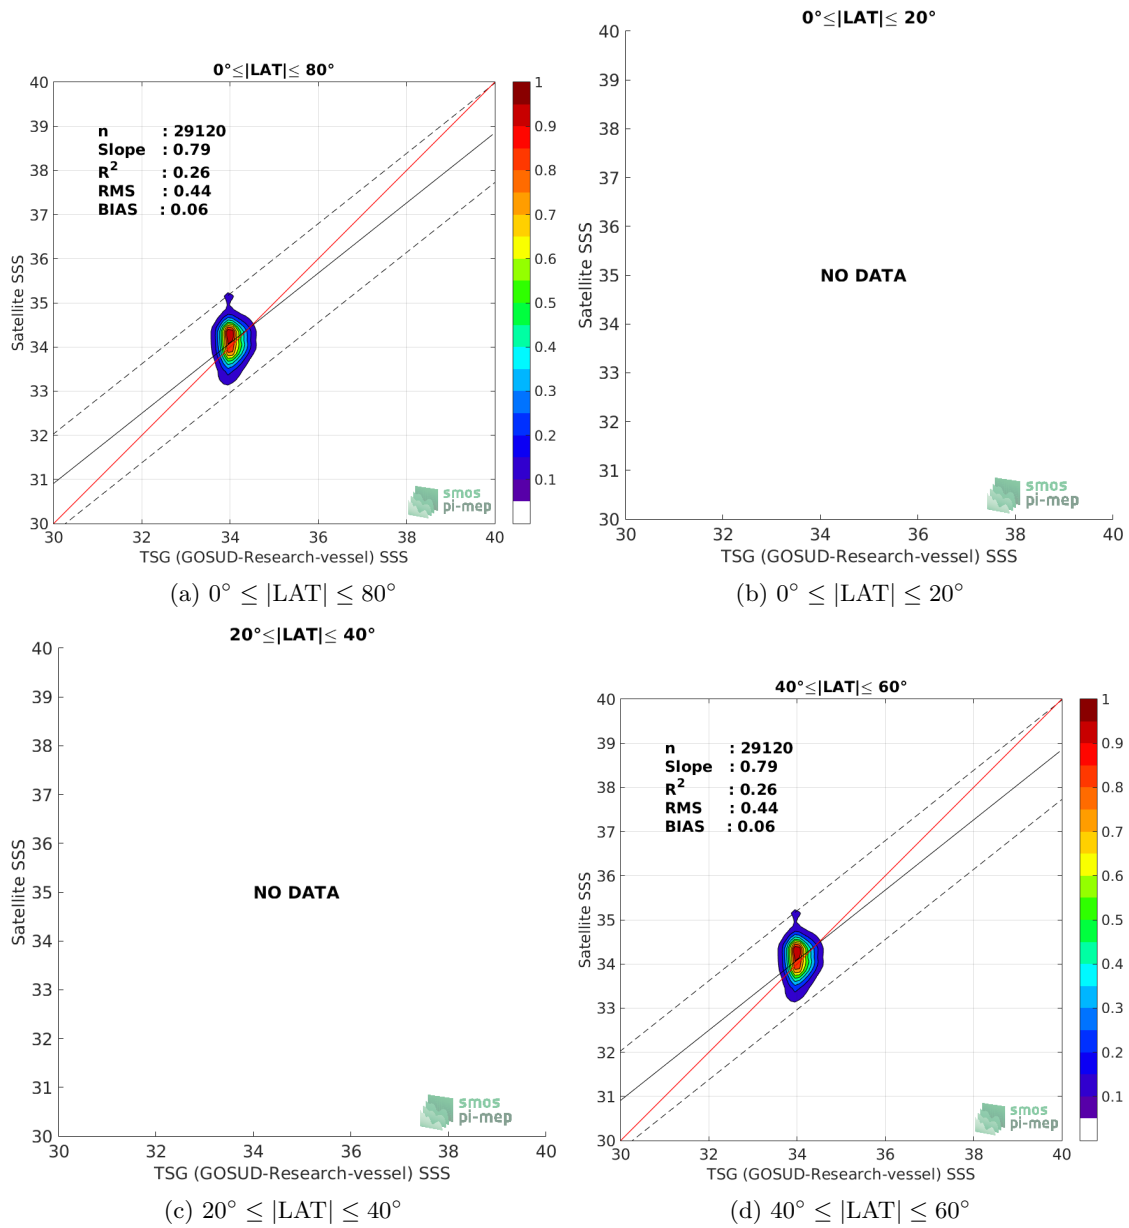 0°≤|LAT|≤ 80°
40
39
38
37
36
35
34
33
32
31
30
Satellite SSS
n : 29120
Slope : 0.79
R2 : 0.26
RMS : 0.44
BIAS : 0.06
smos
pi-mep
30 32 34 36 38 40
TSG (GOSUD-Research-vessel) SSS
1
0.9
0.8
0.7
0.6
0.5
0.4
0.3
0.2
0.1
(a) 0° ≤ |LAT| ≤ 80°
0°≤|LAT|≤ 20°
40
39
38
37
36
35
34
33
32
31
30
Satellite SSS
NO DATA
smos
pi-mep
30 32 34 36 38 40
TSG (GOSUD-Research-vessel) SSS
(b) 0° ≤ |LAT| ≤ 20°
20°≤|LAT|≤ 40°
40
39
38
37
36
35
34
33
32
31
30
Satellite SSS
NO DATA
smos
pi-mep
30 32 34 36 38 40
TSG (GOSUD-Research-vessel) SSS
(c) 20° ≤ |LAT| ≤ 40°
40°≤|LAT|≤ 60°
40
39
38
37
36
35
34
33
32
31
30
Satellite SSS
n : 29120
Slope : 0.79
R2 : 0.26
RMS : 0.44
BIAS : 0.06
smos
pi-mep
30 32 34 36 38 40
TSG (GOSUD-Research-vessel) SSS
1
0.9
0.8
0.7
0.6
0.5
0.4
0.3
0.2
0.1
(d) 40° ≤ |LAT| ≤ 60°